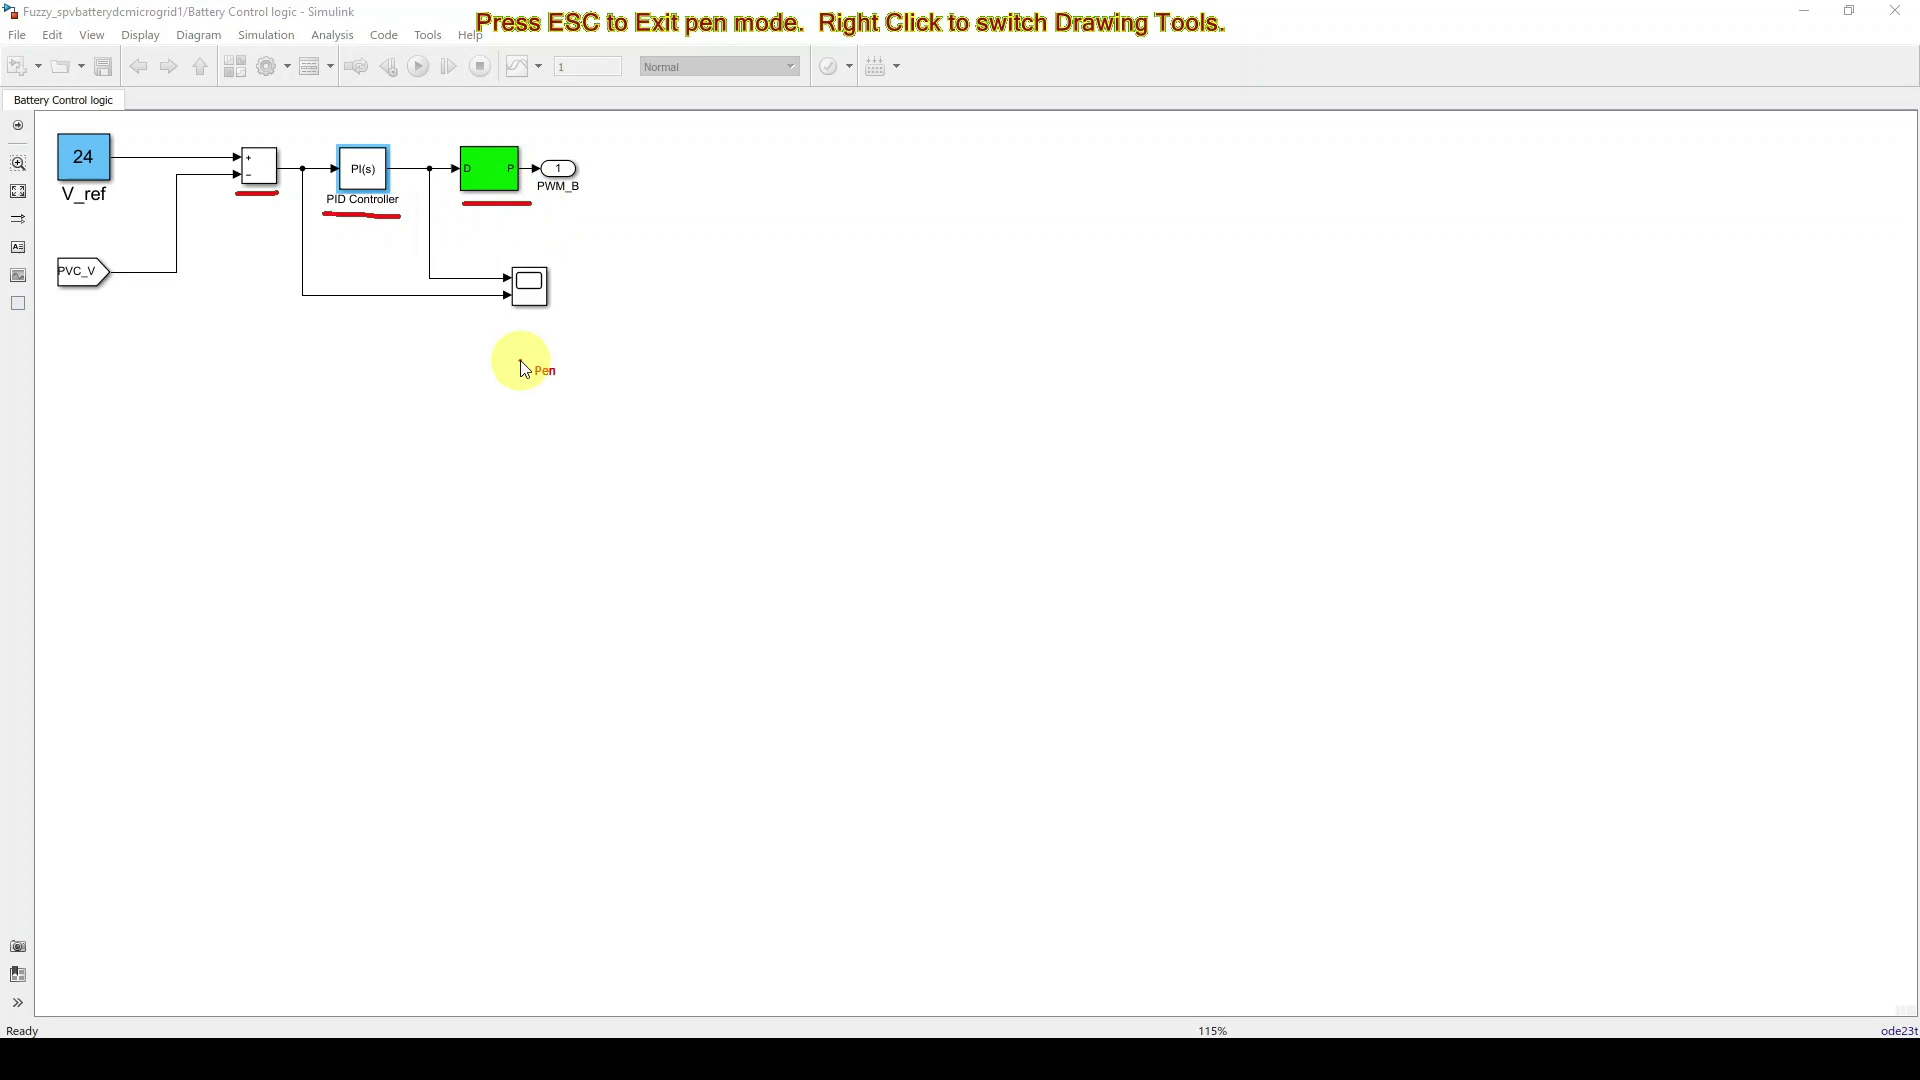 Fuzzy_spvbatterydcmicrogrid1/Battery Control logic - Simulink
Press ESC to Exit pen mode.  Right Click to switch Drawing Tools.
File Edit View Display Diagram Simulation Analysis Code Tools Help
1 Normal
Battery Control logic
24
V_ref
+
−
PI(s)
PID Controller
D P
1
PWM_B
PVC_V
Pen
Ready 115% ode23t